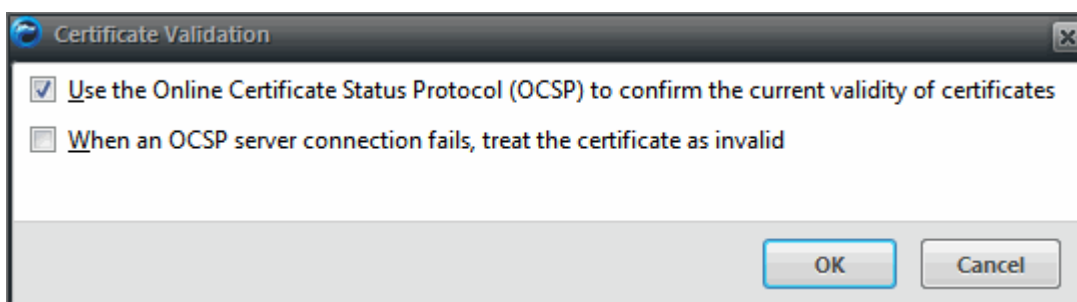 Certificate Validation
Use the Online Certificate Status Protocol (OCSP) to confirm the current validity of certificates
When an OCSP server connection fails, treat the certificate as invalid
OK Cancel